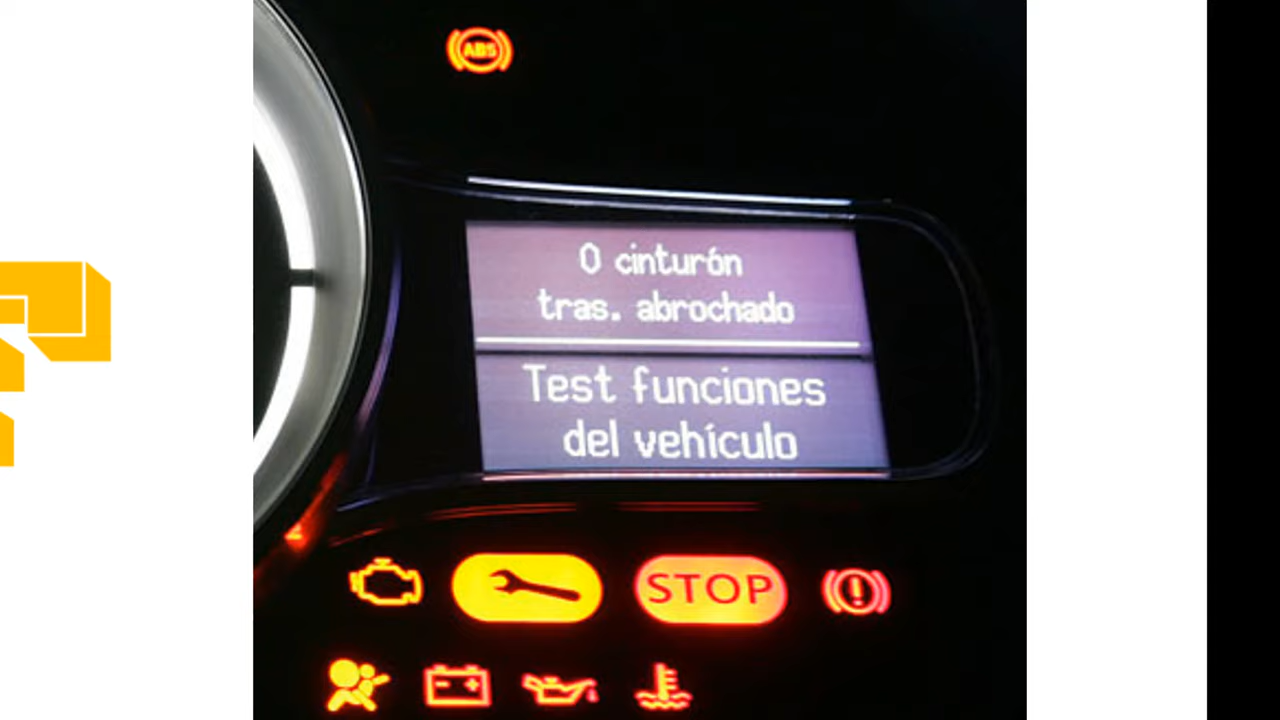 ABS
0 cinturón
tras. abrochado
Test funciones
del vehículo
STOP